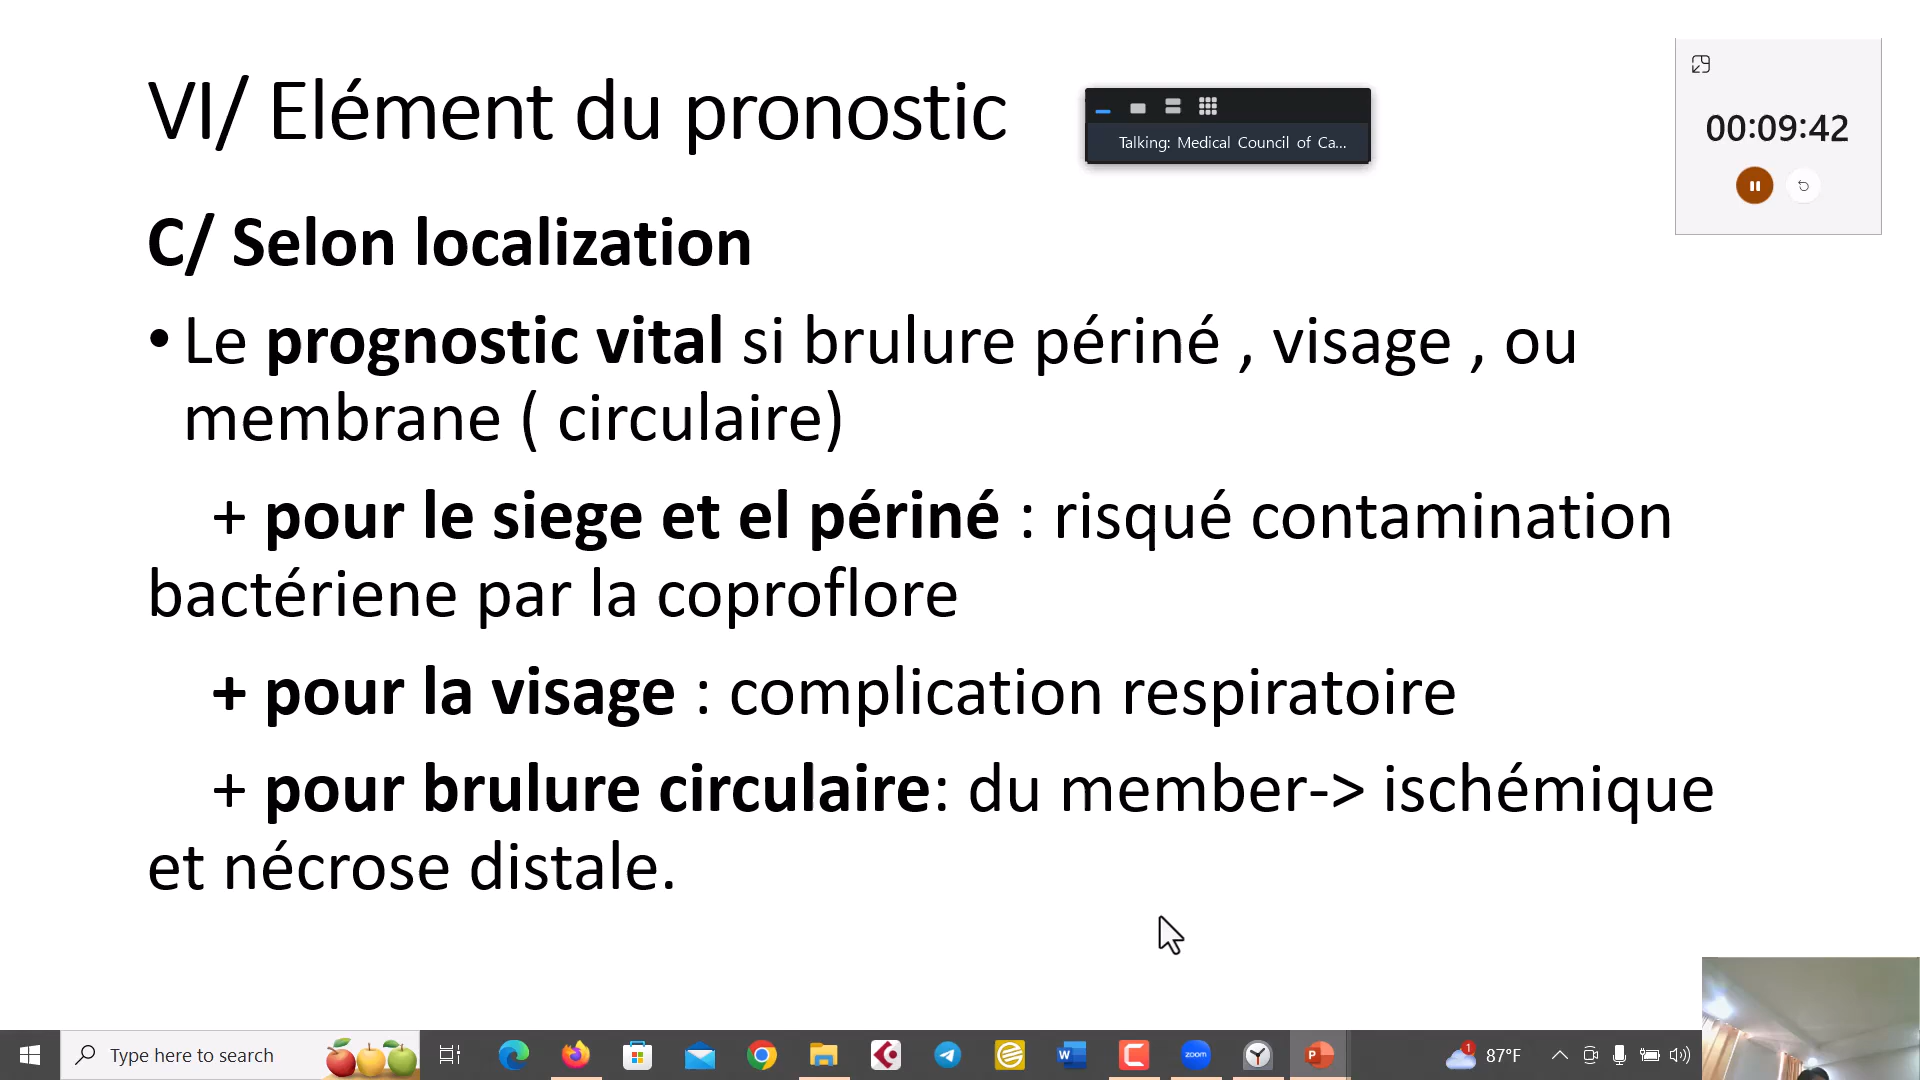 VI/ Elément du pronostic
Talking: Medical Council of Ca...
00:09:42
C/ Selon localization
• Le prognostic vital si brulure périné , visage , ou
membrane ( circulaire)
+ pour le siege et el périné : risqué contamination
bactériene par la coproflore
+ pour la visage : complication respiratoire
+ pour brulure circulaire: du member-> ischémique
et nécrose distale.
Type here to search
zoom
1
87°F